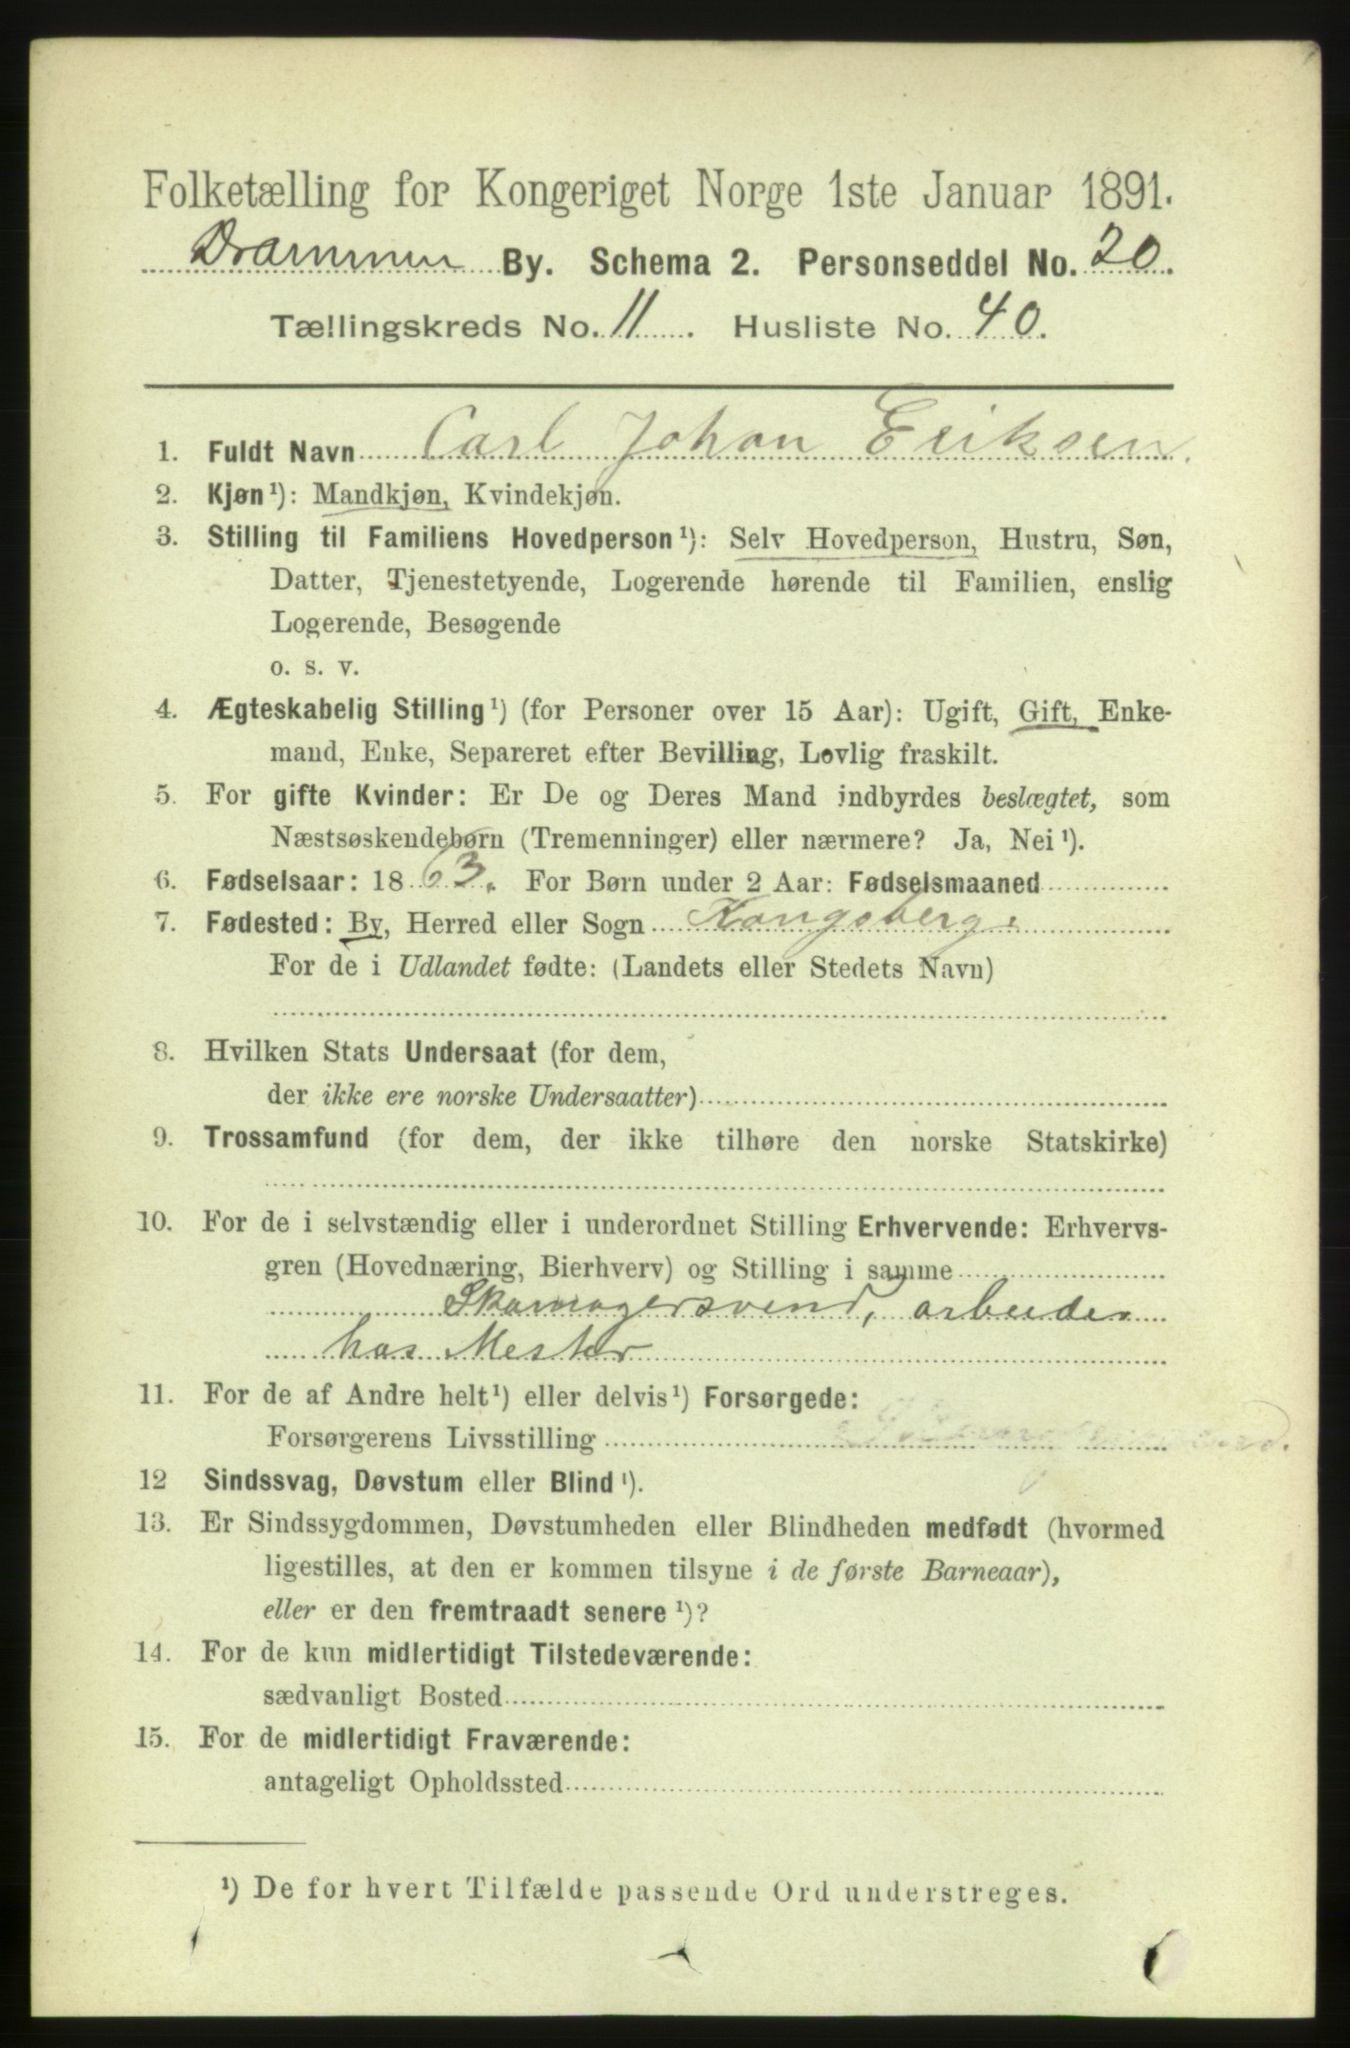 Folketælling for Kongeriget Norge 1ste Januar 1891.
Drammen By. Schema 2. Personseddel No. 20.
Tællingskreds No. 11. Husliste No. 40.
1. Fuldt Navn Carl Johan Eriksen.
2. Kjøn¹): Mandkjøn, Kvindekjøn.
3. Stilling til Familiens Hovedperson¹): Selv Hovedperson, Hustru, Søn,
Datter, Tjenestetyende, Logerende hørende til Familien, enslig
Logerende, Besøgende
o. s. v.
4. Ægteskabelig Stilling¹) (for Personer over 15 Aar): Ugift, Gift, Enke-
mand, Enke, Separeret efter Bevilling, Lovlig fraskilt.
5. For gifte Kvinder: Er De og Deres Mand indbyrdes beslægtet, som
Næstsøskendebørn (Tremenninger) eller nærmere? Ja, Nei¹).
6. Fødselsaar: 1863. For Børn under 2 Aar: Fødselsmaaned
7. Fødested: By, Herred eller Sogn Kongsberg.
For de i Udlandet fødte: (Landets eller Stedets Navn)
8. Hvilken Stats Undersaat (for dem,
der ikke ere norske Undersaatter)
9. Trossamfund (for dem, der ikke tilhøre den norske Statskirke)
10. For de i selvstændig eller i underordnet Stilling Erhvervende: Erhvervs-
gren (Hovednæring, Bierhverv) og Stilling i samme
Skomagersvend, arbeider
hos Mester
11. For de af Andre helt¹) eller delvis¹) Forsørgede:
Forsørgerens Livsstilling
12 Sindssvag, Døvstum eller Blind¹).
13. Er Sindssygdommen, Døvstumheden eller Blindheden medfødt (hvormed
ligestilles, at den er kommen tilsyne i de første Barneaar),
eller er den fremtraadt senere¹)?
14. For de kun midlertidigt Tilstedeværende:
sædvanligt Bosted
15. For de midlertidigt Fraværende:
antageligt Opholdssted
¹) De for hvert Tilfælde passende Ord understreges.